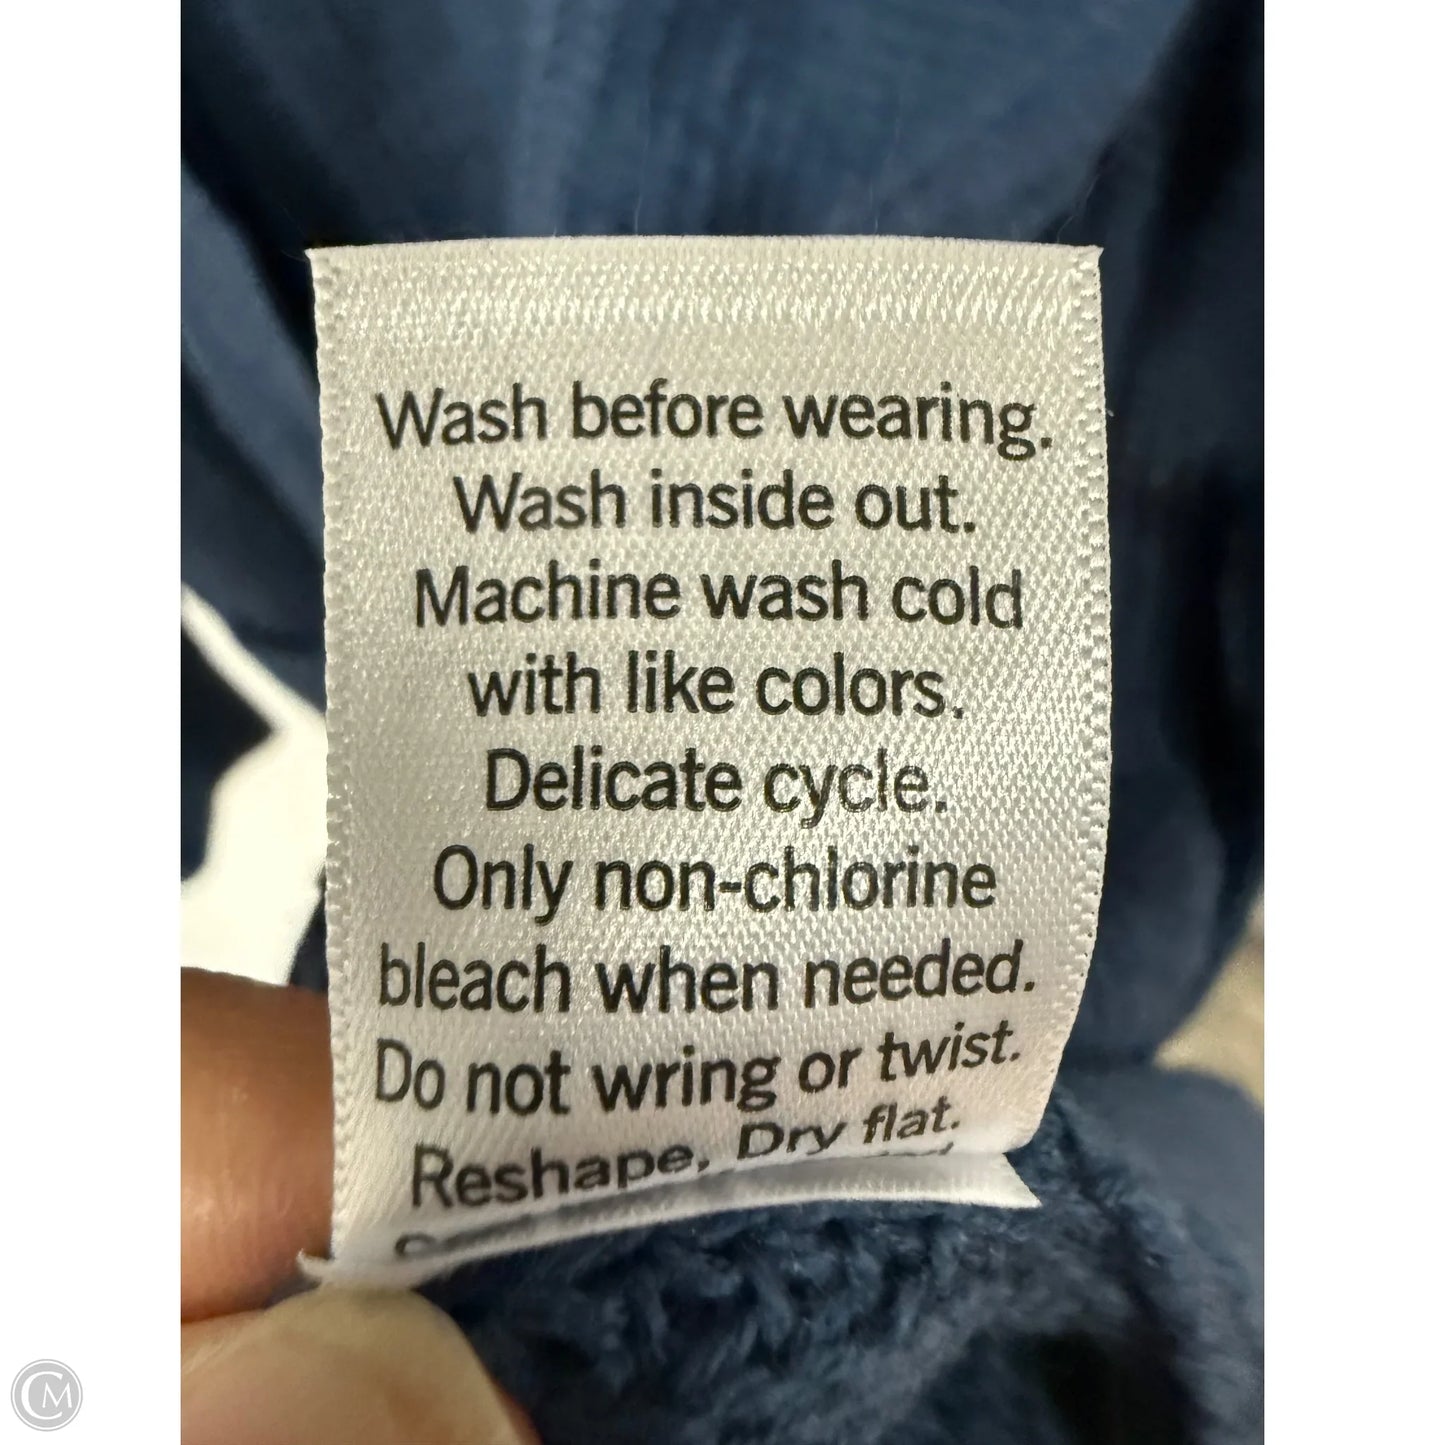 Wash before wearing.
Wash inside out.
Machine wash cold
with like colors.
Delicate cycle.
Only non-chlorine
bleach when needed.
Do not wring or twist.
Reshape, Dry flat.
CM